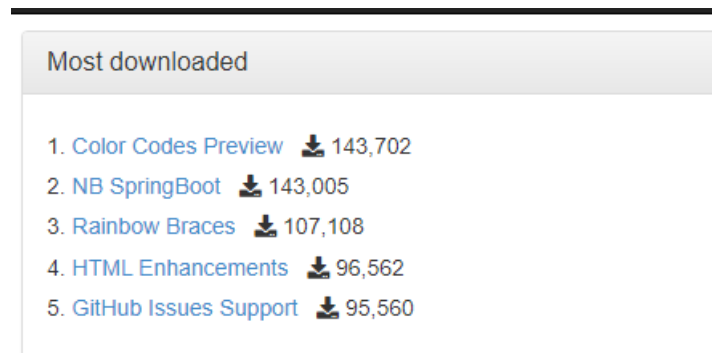 Most downloaded
1. Color Codes Preview 143,702
2. NB SpringBoot 143,005
3. Rainbow Braces 107,108
4. HTML Enhancements 96,562
5. GitHub Issues Support 95,560